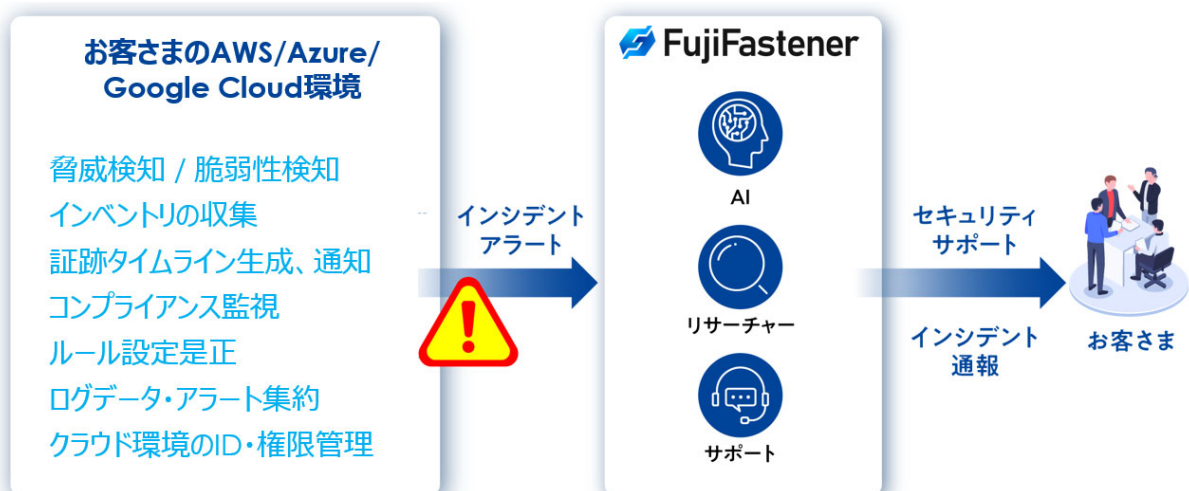 お客さまのAWS/Azure/
Google Cloud環境
脅威検知 / 脆弱性検知
インベントリの収集
証跡タイムライン生成、通知
コンプライアンス監視
ルール設定是正
ログデータ・アラート集約
クラウド環境のID・権限管理
インシデント
アラート
FujiFastener
AI
リサーチャー
サポート
セキュリティ
サポート
インシデント
通報
お客さま